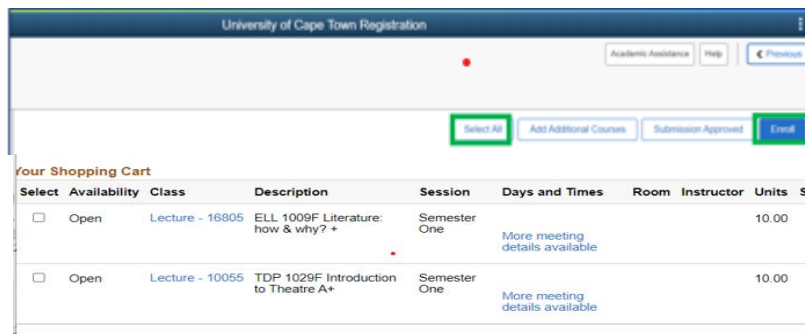 University of Cape Town Registration
Academic Assistance Help Previous
Select All Add Additional Courses Submission Approved Enroll
Your Shopping Cart
Select Availability Class Description Session Days and Times Room Instructor Units S
Open Lecture - 16805 ELL 1009F Literature: Semester 10.00
how & why? + One
More meeting
details available
Open Lecture - 10055 TDP 1029F Introduction Semester 10.00
to Theatre A+ One
More meeting
details available